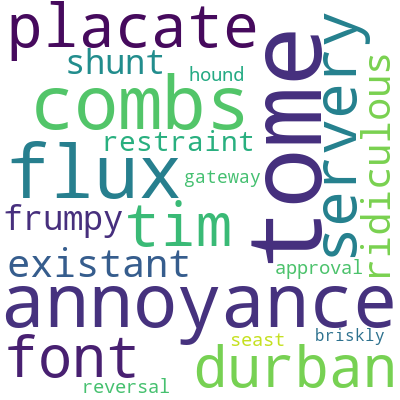 placate
shunt
hound
combs
restraint
flux
gateway
frumpy
tim
existant
approval
annoyance
font
seast
briskly
durban
reversal
tome
servery
ridiculous